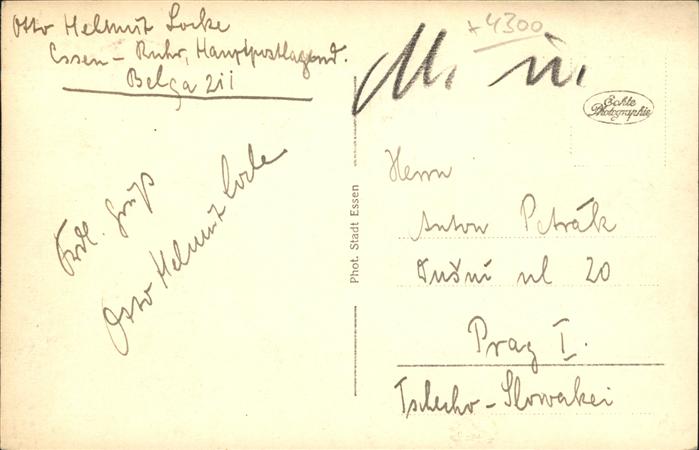 Otto Helmut Locke
Essen - Ruhr, Hauptpostlagernd.
Belga 211
* 4300
M. ü.
Echte
Photographie
Frdl. Gruß
Otto Helmut Locke
Phot. Stadt Essen
Herrn
Anton Petrák
Dušní ul 20
Prag I.
Tschecho-Slowakei